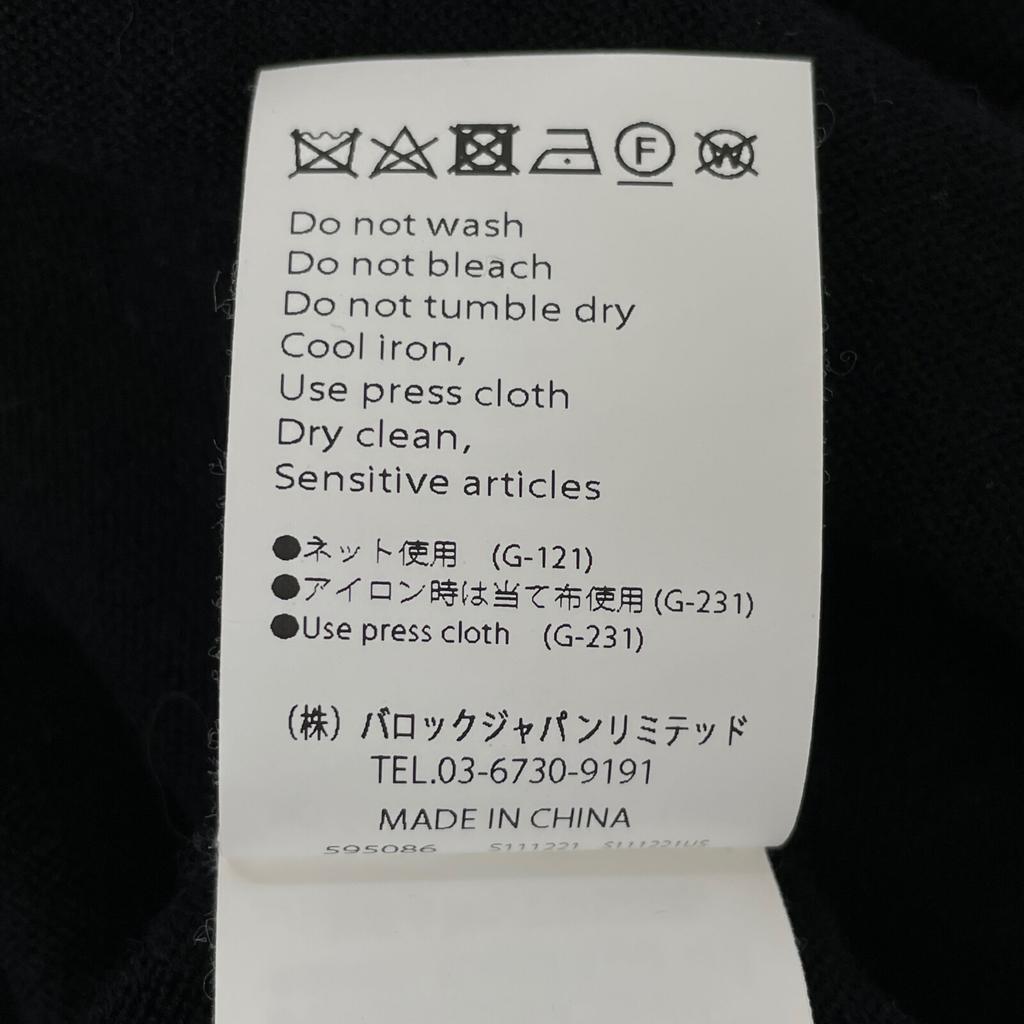 F W
Do not wash
Do not bleach
Do not tumble dry
Cool iron,
Use press cloth
Dry clean,
Sensitive articles
●ネット使用 (G-121)
●アイロン時は当て布使用 (G-231)
●Use press cloth (G-231)
(株) バロックジャパンリミテッド
TEL.03-6730-9191
MADE IN CHINA
595086 S111221 S111221US